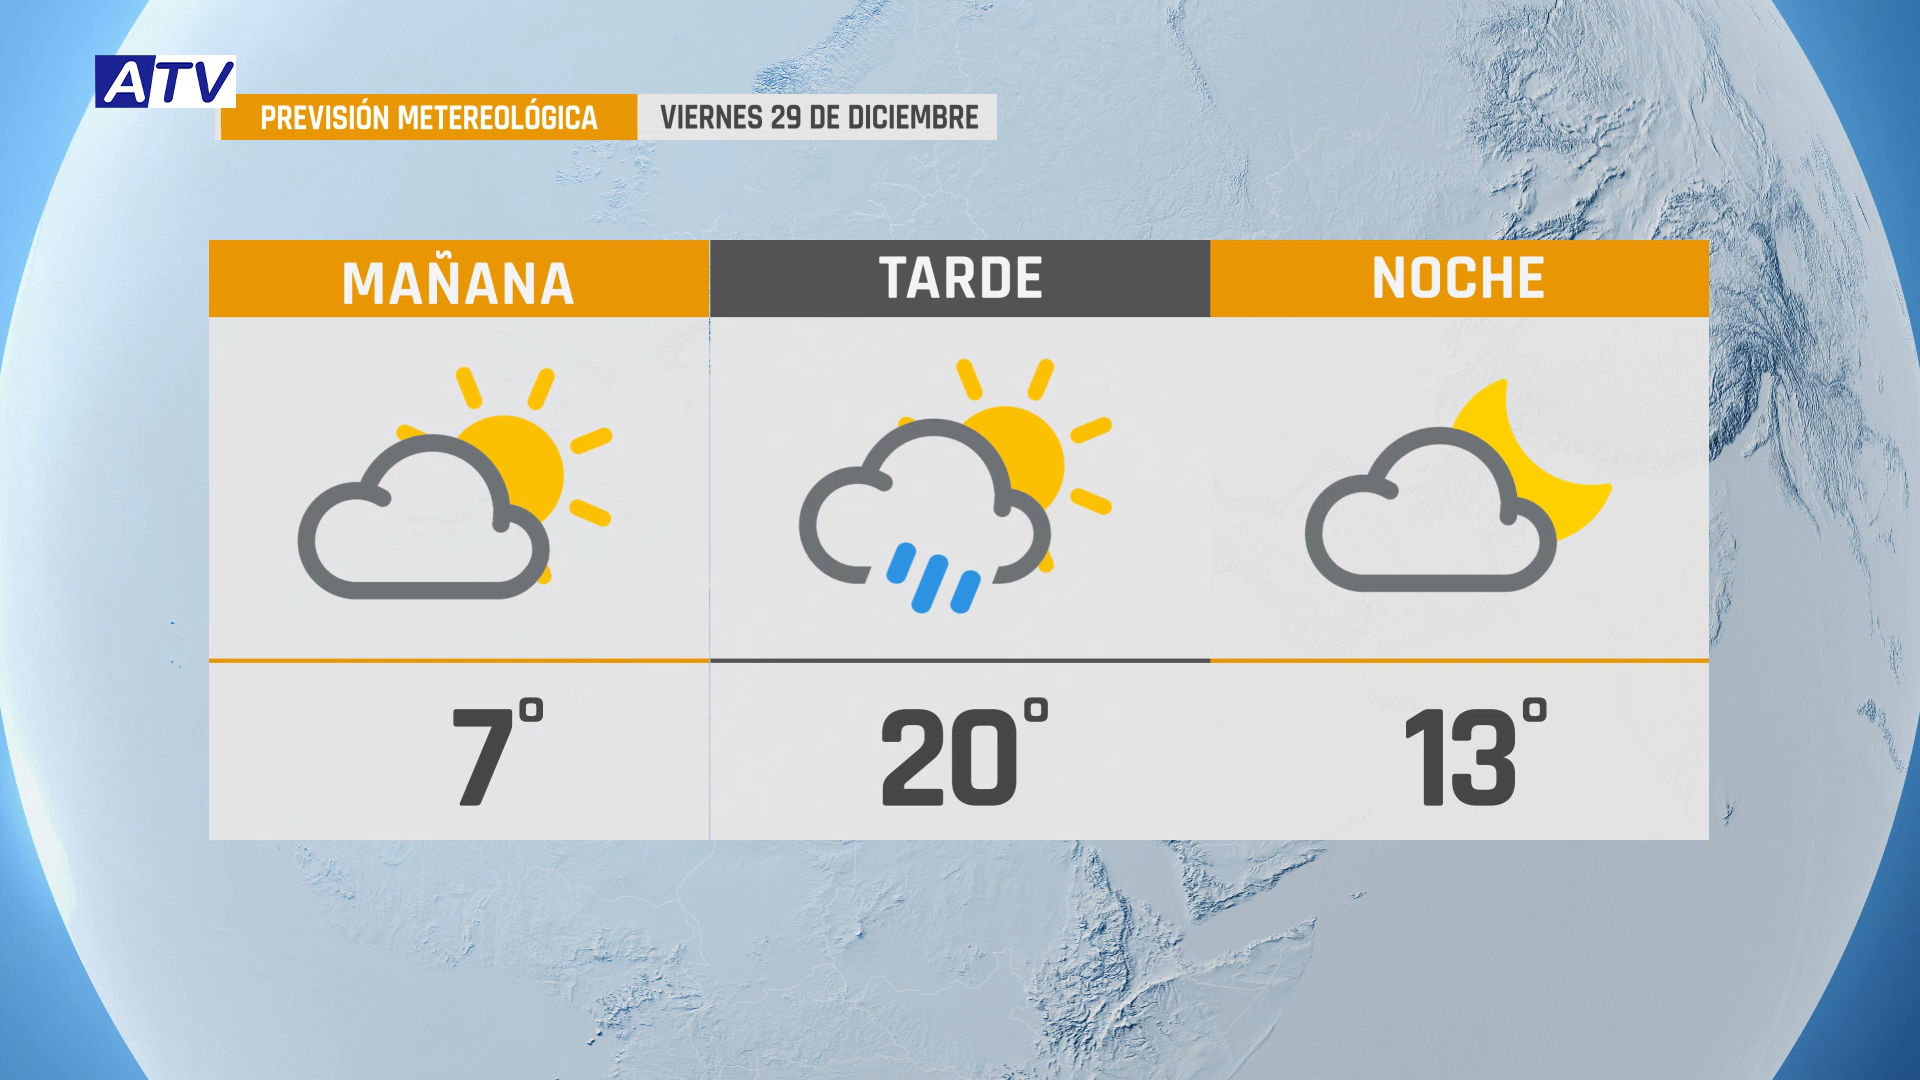 ATV
PREVISIÓN METEREOLÓGICA
VIERNES 29 DE DICIEMBRE
MAÑANA
TARDE
NOCHE
7°
20°
13°